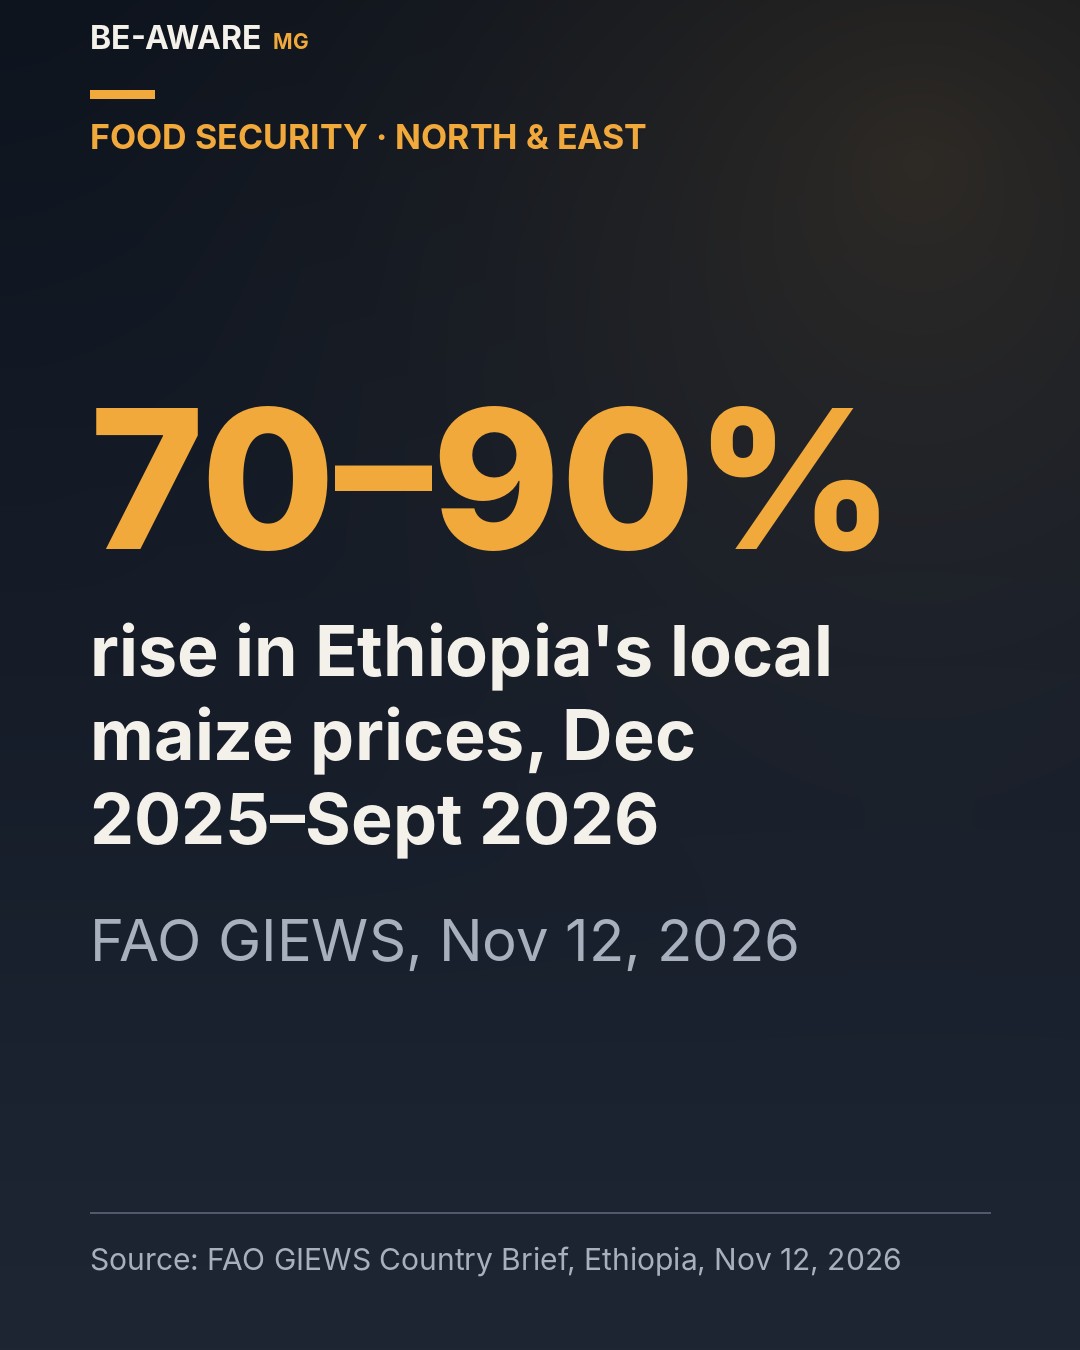 BE-AWARE MG
FOOD SECURITY · NORTH & EAST
70–90%
rise in Ethiopia's local
maize prices, Dec
2025–Sept 2026
FAO GIEWS, Nov 12, 2026
Source: FAO GIEWS Country Brief, Ethiopia, Nov 12, 2026